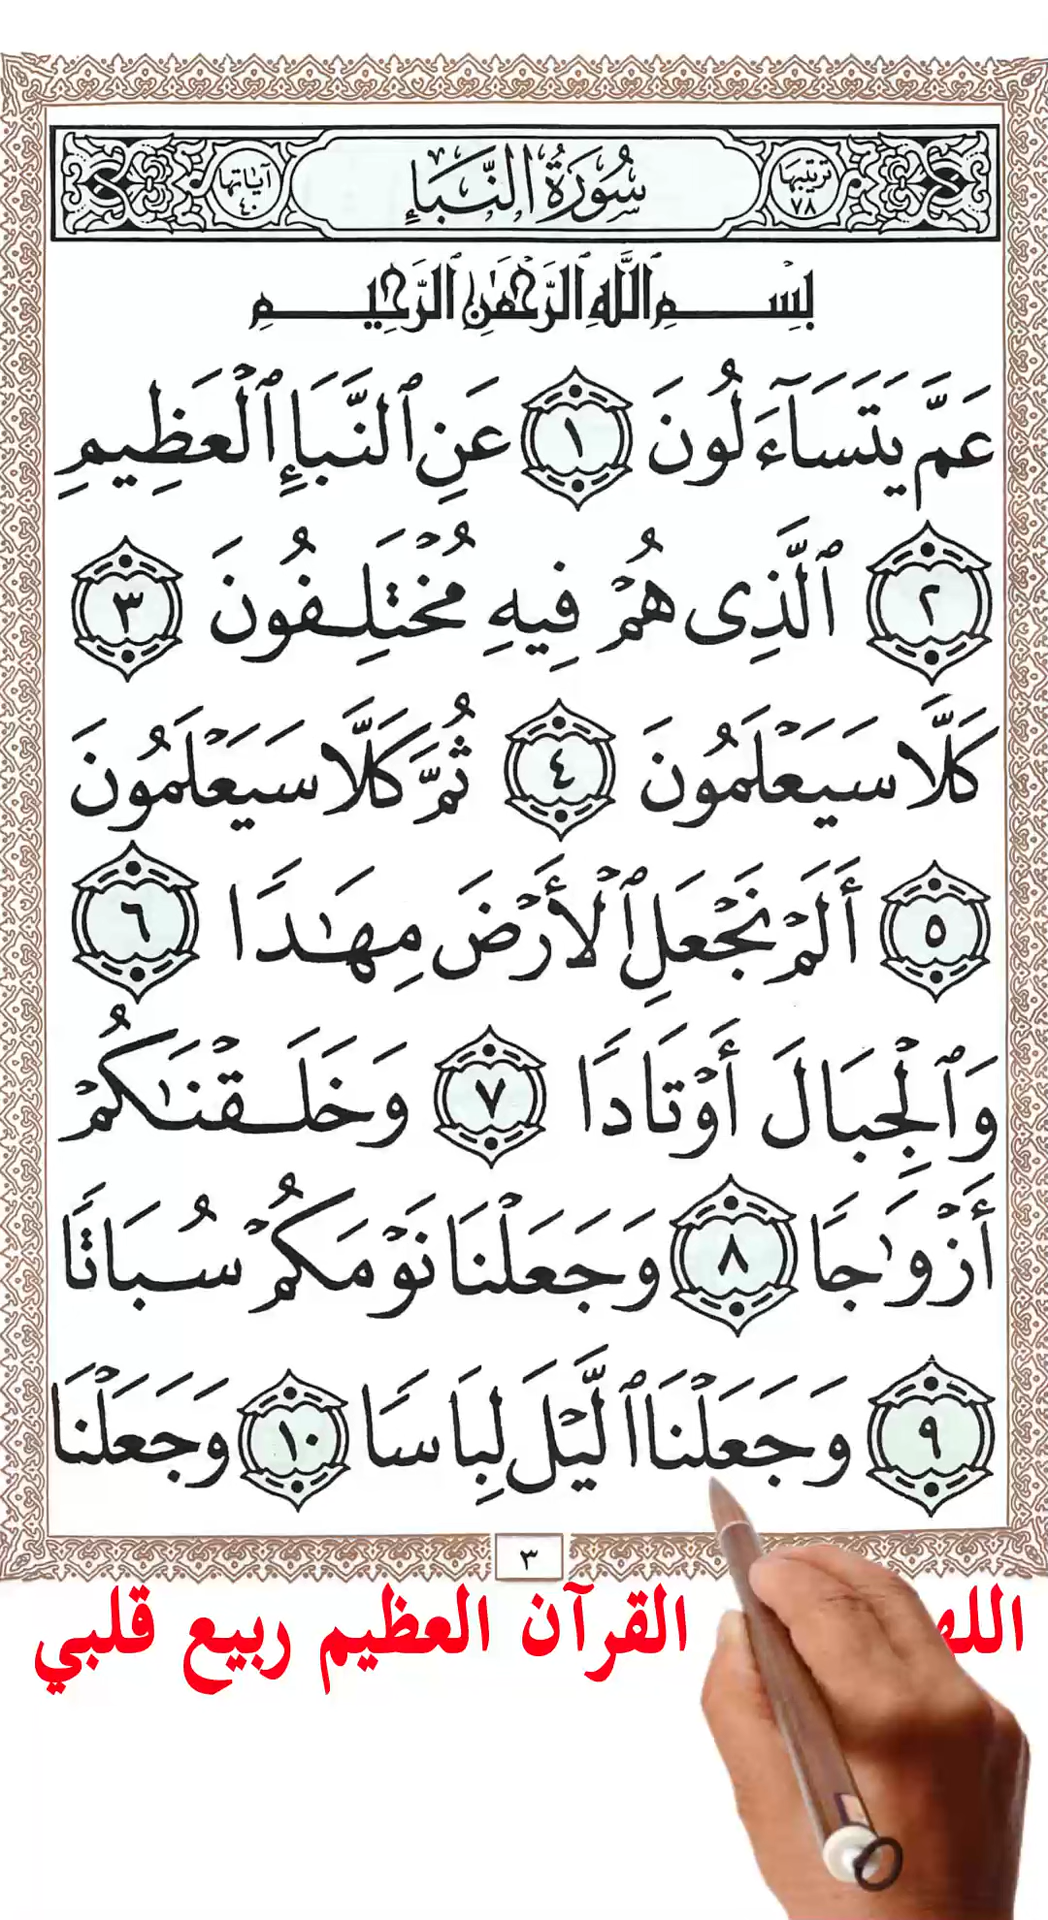 ترتيبها ٧٨ سُورَةُ النَّبَإِ آياتها ٤٠
بِسْمِ ٱللَّهِ ٱلرَّحْمَٰنِ ٱلرَّحِيمِ
عَمَّ يَتَسَآءَلُونَ ١ عَنِ ٱلنَّبَإِ ٱلْعَظِيمِ
٢ ٱلَّذِى هُمْ فِيهِ مُخْتَلِفُونَ ٣
كَلَّا سَيَعْلَمُونَ ٤ ثُمَّ كَلَّا سَيَعْلَمُونَ
٥ أَلَمْ نَجْعَلِ ٱلْأَرْضَ مِهَٰدًا ٦
وَٱلْجِبَالَ أَوْتَادًا ٧ وَخَلَقْنَٰكُمْ
أَزْوَٰجًا ٨ وَجَعَلْنَا نَوْمَكُمْ سُبَاتًا
٩ وَجَعَلْنَا ٱلَّيْلَ لِبَاسًا ١٠ وَجَعَلْنَا
٣
القرآن العظيم ربيع قلبي